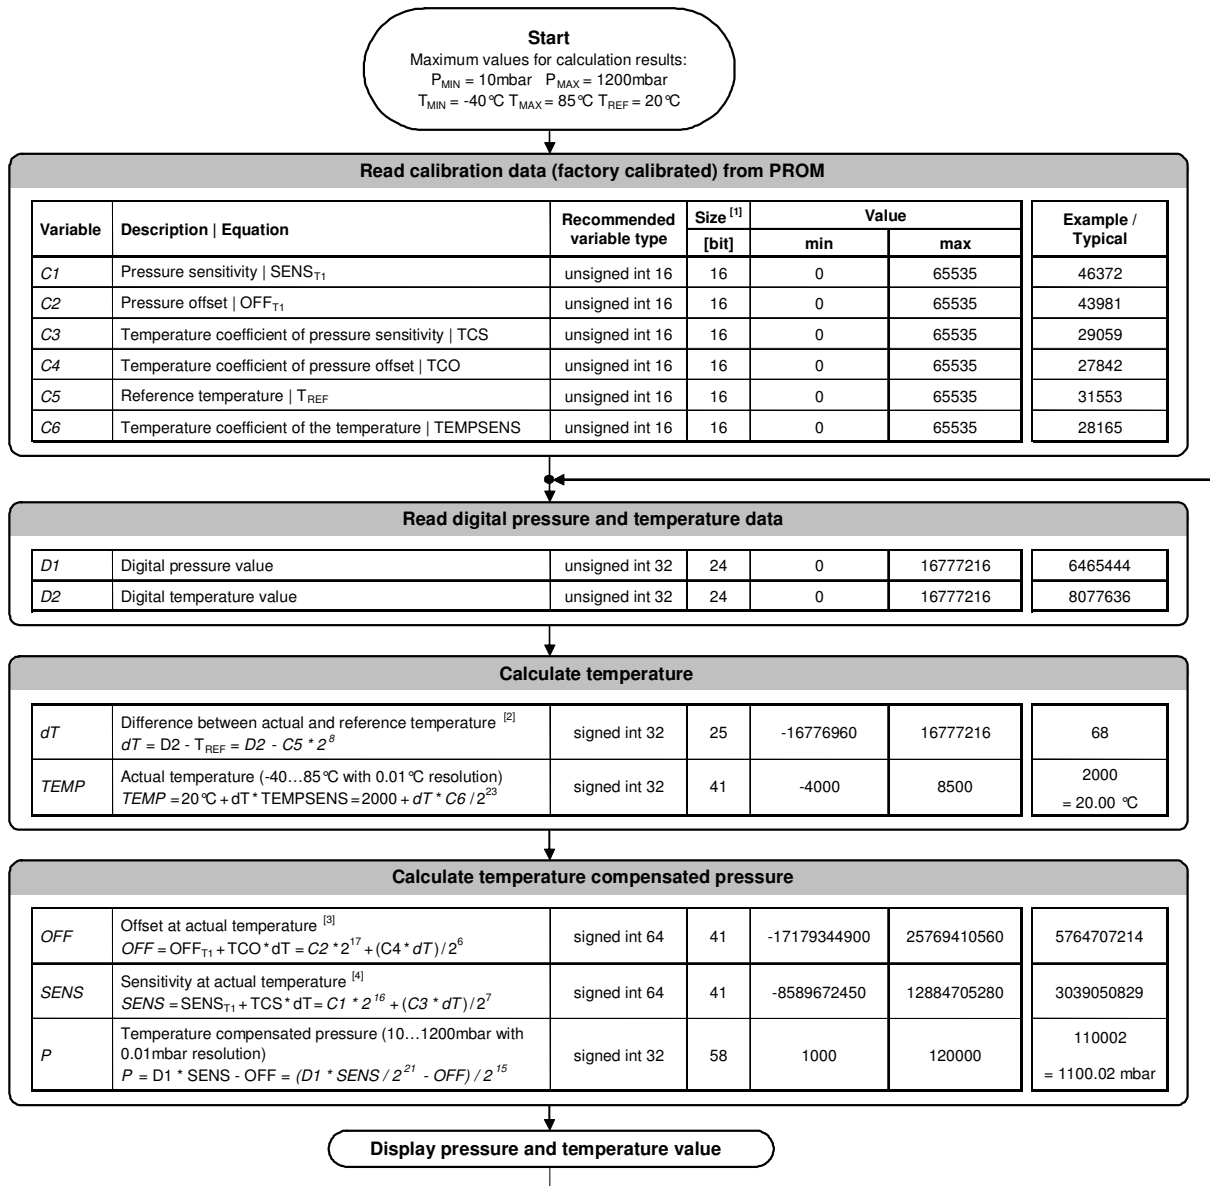 Start
Maximum values for calculation results:
P_MIN = 10mbar P_MAX = 1200mbar
T_MIN = -40°C T_MAX = 85°C T_REF = 20°C
Read calibration data (factory calibrated) from PROM
Variable | Description | Equation | Recommended variable type | Size [1] [bit] | Value min | max | Example / Typical
C1 Pressure sensitivity | SENS_T1 unsigned int 16 16 0 65535 46372
C2 Pressure offset | OFF_T1 unsigned int 16 16 0 65535 43981
C3 Temperature coefficient of pressure sensitivity | TCS unsigned int 16 16 0 65535 29059
C4 Temperature coefficient of pressure offset | TCO unsigned int 16 16 0 65535 27842
C5 Reference temperature | T_REF unsigned int 16 16 0 65535 31553
C6 Temperature coefficient of the temperature | TEMPSENS unsigned int 16 16 0 65535 28165
Read digital pressure and temperature data
D1 Digital pressure value unsigned int 32 24 0 16777216 6465444
D2 Digital temperature value unsigned int 32 24 0 16777216 8077636
Calculate temperature
dT Difference between actual and reference temperature [2]
dT = D2 - T_REF = D2 - C5 * 2^8 signed int 32 25 -16776960 16777216 68
TEMP Actual temperature (-40…85°C with 0.01°C resolution)
TEMP = 20°C + dT * TEMPSENS = 2000 + dT * C6 / 2^23 signed int 32 41 -4000 8500 2000
= 20.00 °C
Calculate temperature compensated pressure
OFF Offset at actual temperature [3]
OFF = OFF_T1 + TCO * dT = C2 * 2^17 + (C4 * dT) / 2^6 signed int 64 41 -17179344900 25769410560 5764707214
SENS Sensitivity at actual temperature [4]
SENS = SENS_T1 + TCS * dT = C1 * 2^16 + (C3 * dT) / 2^7 signed int 64 41 -8589672450 12884705280 3039050829
P Temperature compensated pressure (10…1200mbar with
0.01mbar resolution)
P = D1 * SENS - OFF = (D1 * SENS / 2^21 - OFF) / 2^15 signed int 32 58 1000 120000 110002
= 1100.02 mbar
Display pressure and temperature value